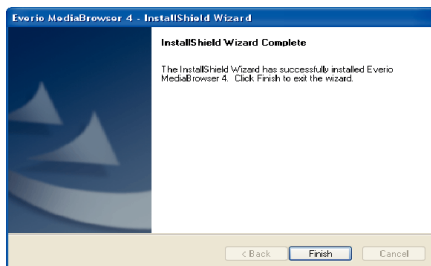 Everio MediaBrowser 4 - InstallShield Wizard
InstallShield Wizard Complete
The InstallShield Wizard has successfully installed Everio
MediaBrowser 4. Click Finish to exit the wizard.
< Back
Finish
Cancel